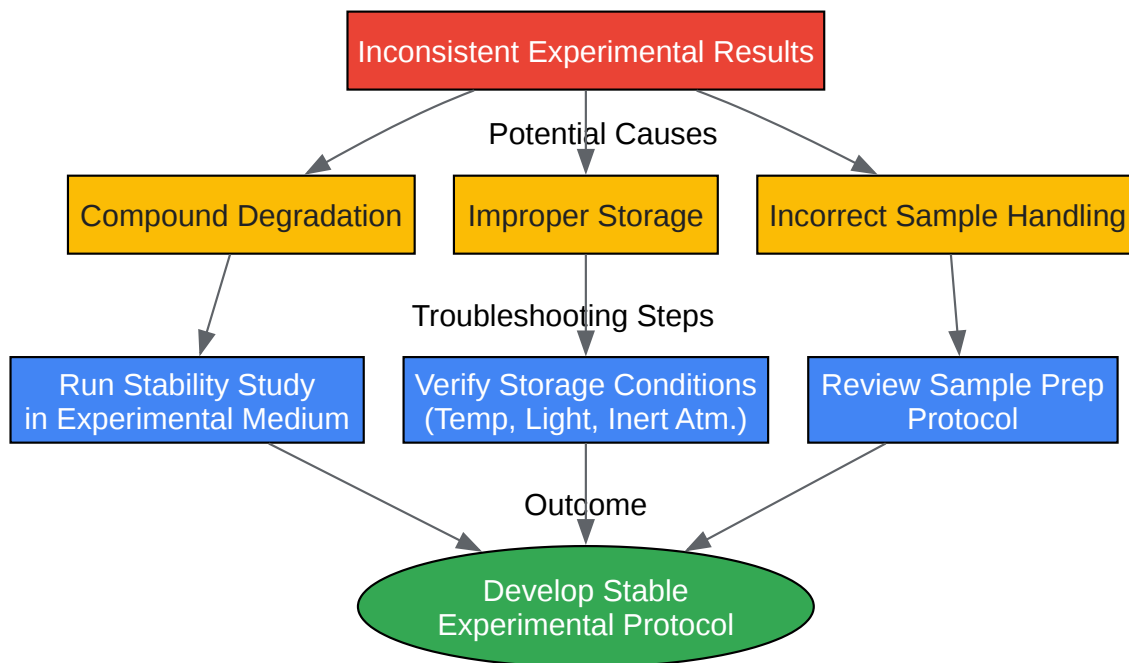 Inconsistent Experimental Results
Potential Causes
Compound Degradation
Improper Storage
Incorrect Sample Handling
Troubleshooting Steps
Run Stability Study
in Experimental Medium
Verify Storage Conditions
(Temp, Light, Inert Atm.)
Review Sample Prep
Protocol
Outcome
Develop Stable
Experimental Protocol